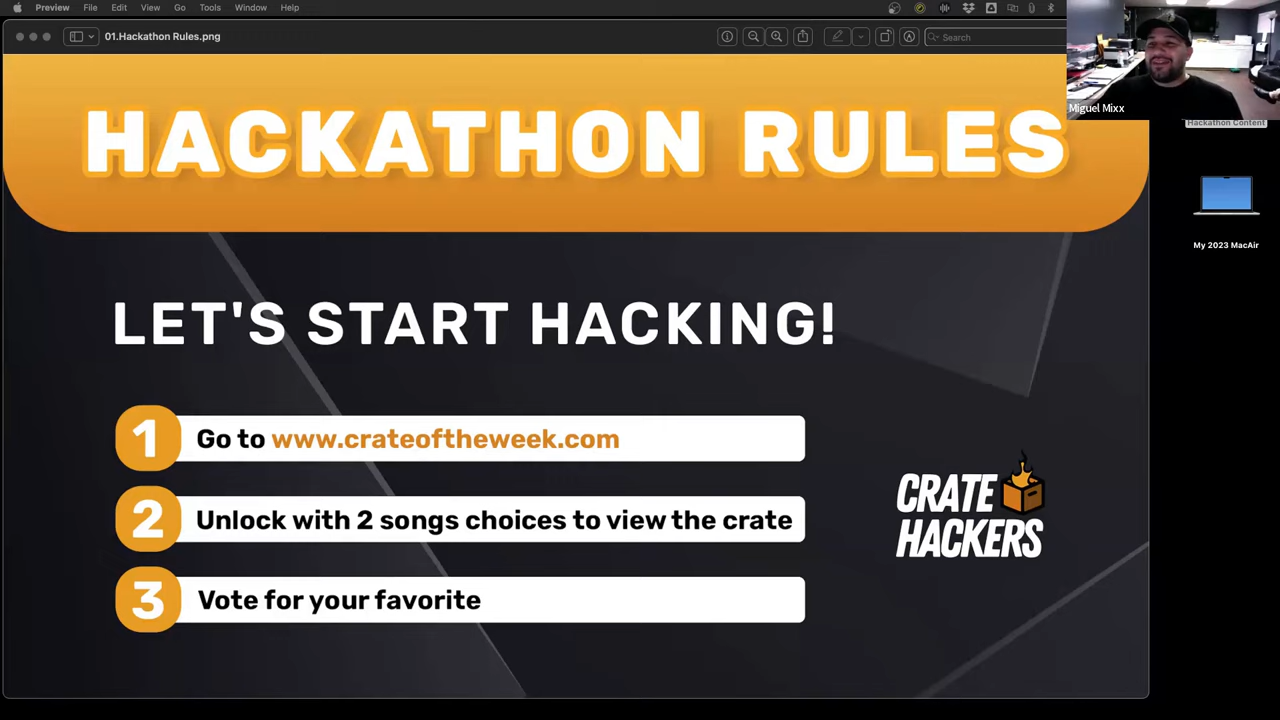 Preview File Edit View Go Tools Window Help
01.Hackathon Rules.png
Search
Miguel Mixx
Hackathon Content
My 2023 MacAir
HACKATHON RULES
LET'S START HACKING!
1 Go to www.crateoftheweek.com
2 Unlock with 2 songs choices to view the crate
3 Vote for your favorite
CRATE
HACKERS